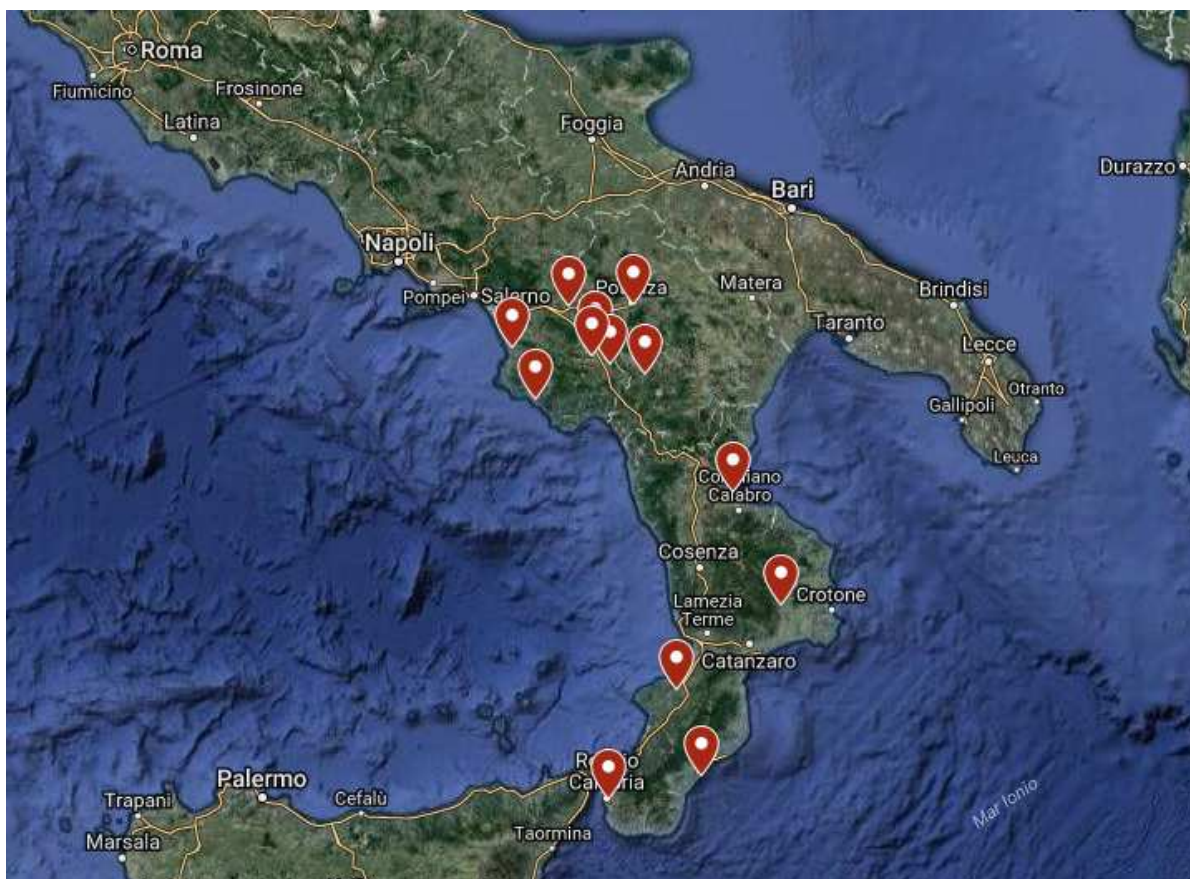 Roma
Fiumicino
Frosinone
Latina
Foggia
Andria
Bari
Durazzo
Napoli
Pompei
Salerno
Matera
Brindisi
Taranto
Lecce
Otranto
Gallipoli
Leuca
Calabro
Cosenza
Crotone
Lamezia
Terme
Catanzaro
Palermo
Cefalù
Trapani
Marsala
Taormina
Mar Ionio